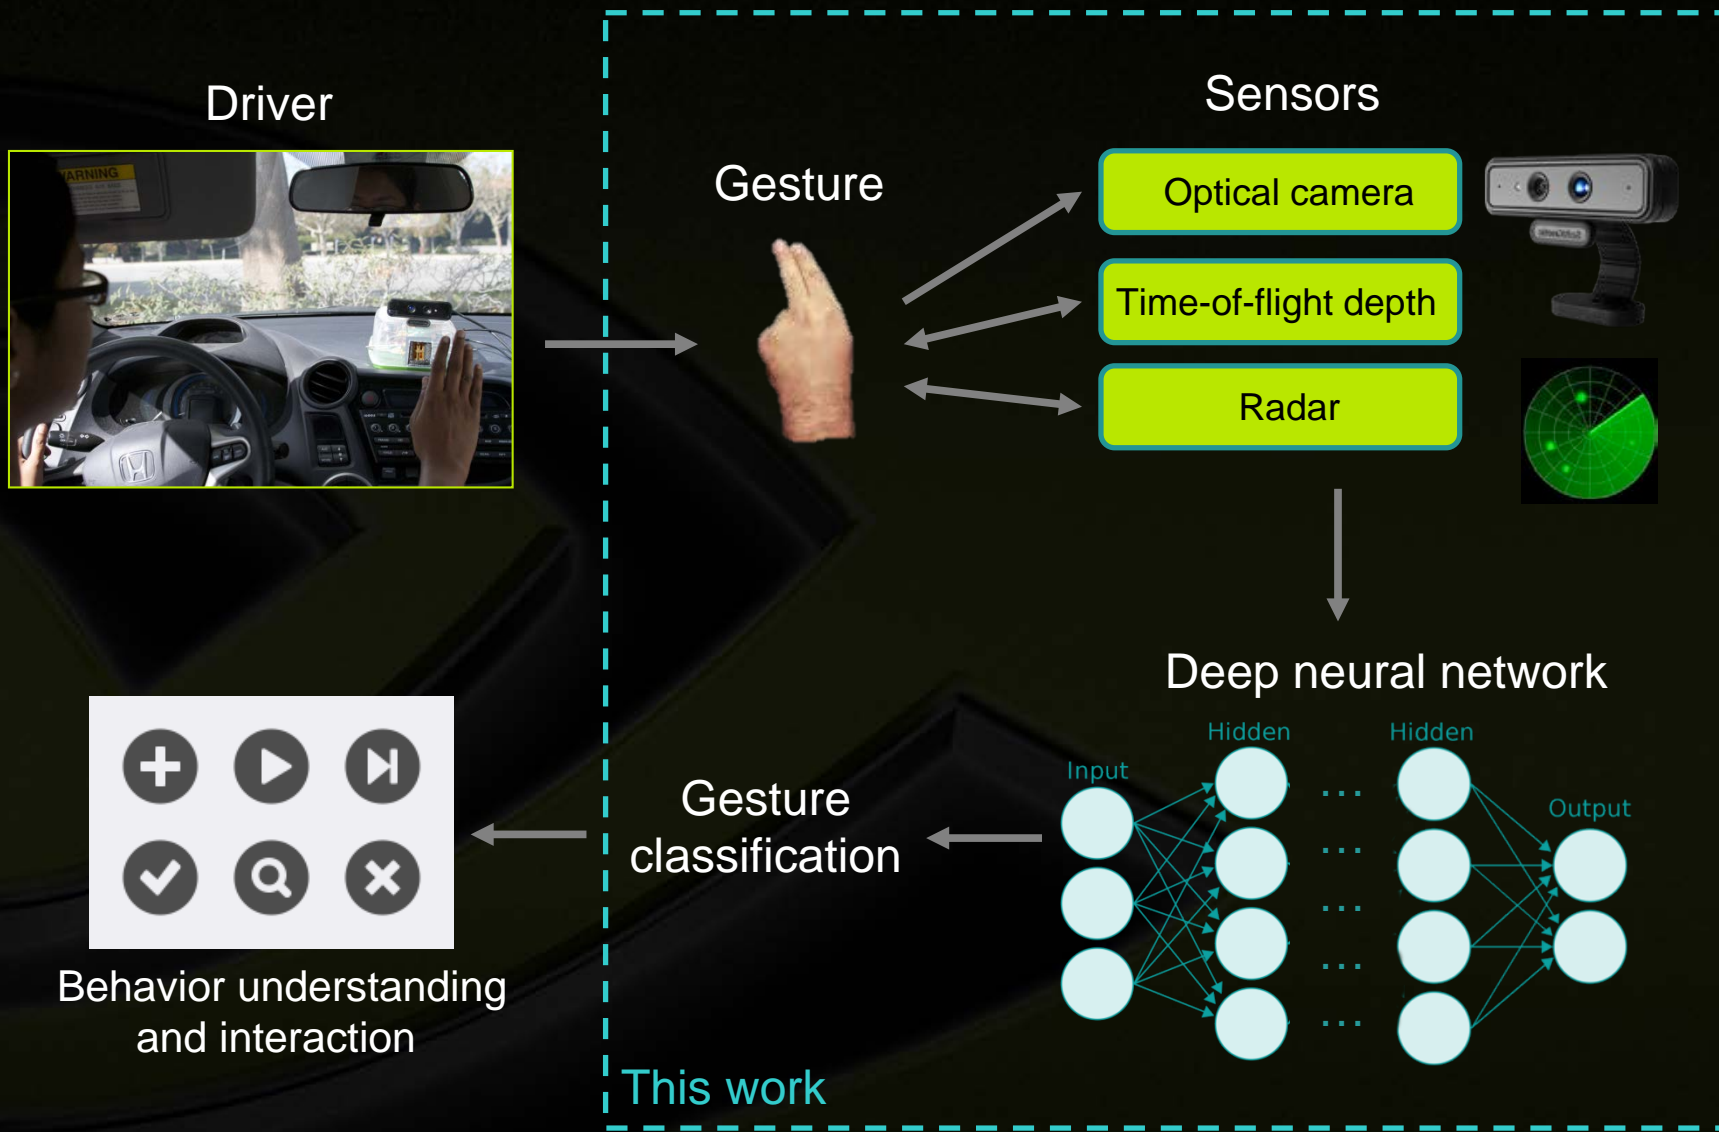 Driver
WARNING
Gesture
Sensors
Optical camera
Time-of-flight depth
Radar
Deep neural network
Input
Hidden
Hidden
Output
. . .
. . .
. . .
. . .
. . .
Gesture
classification
Behavior understanding
and interaction
This work